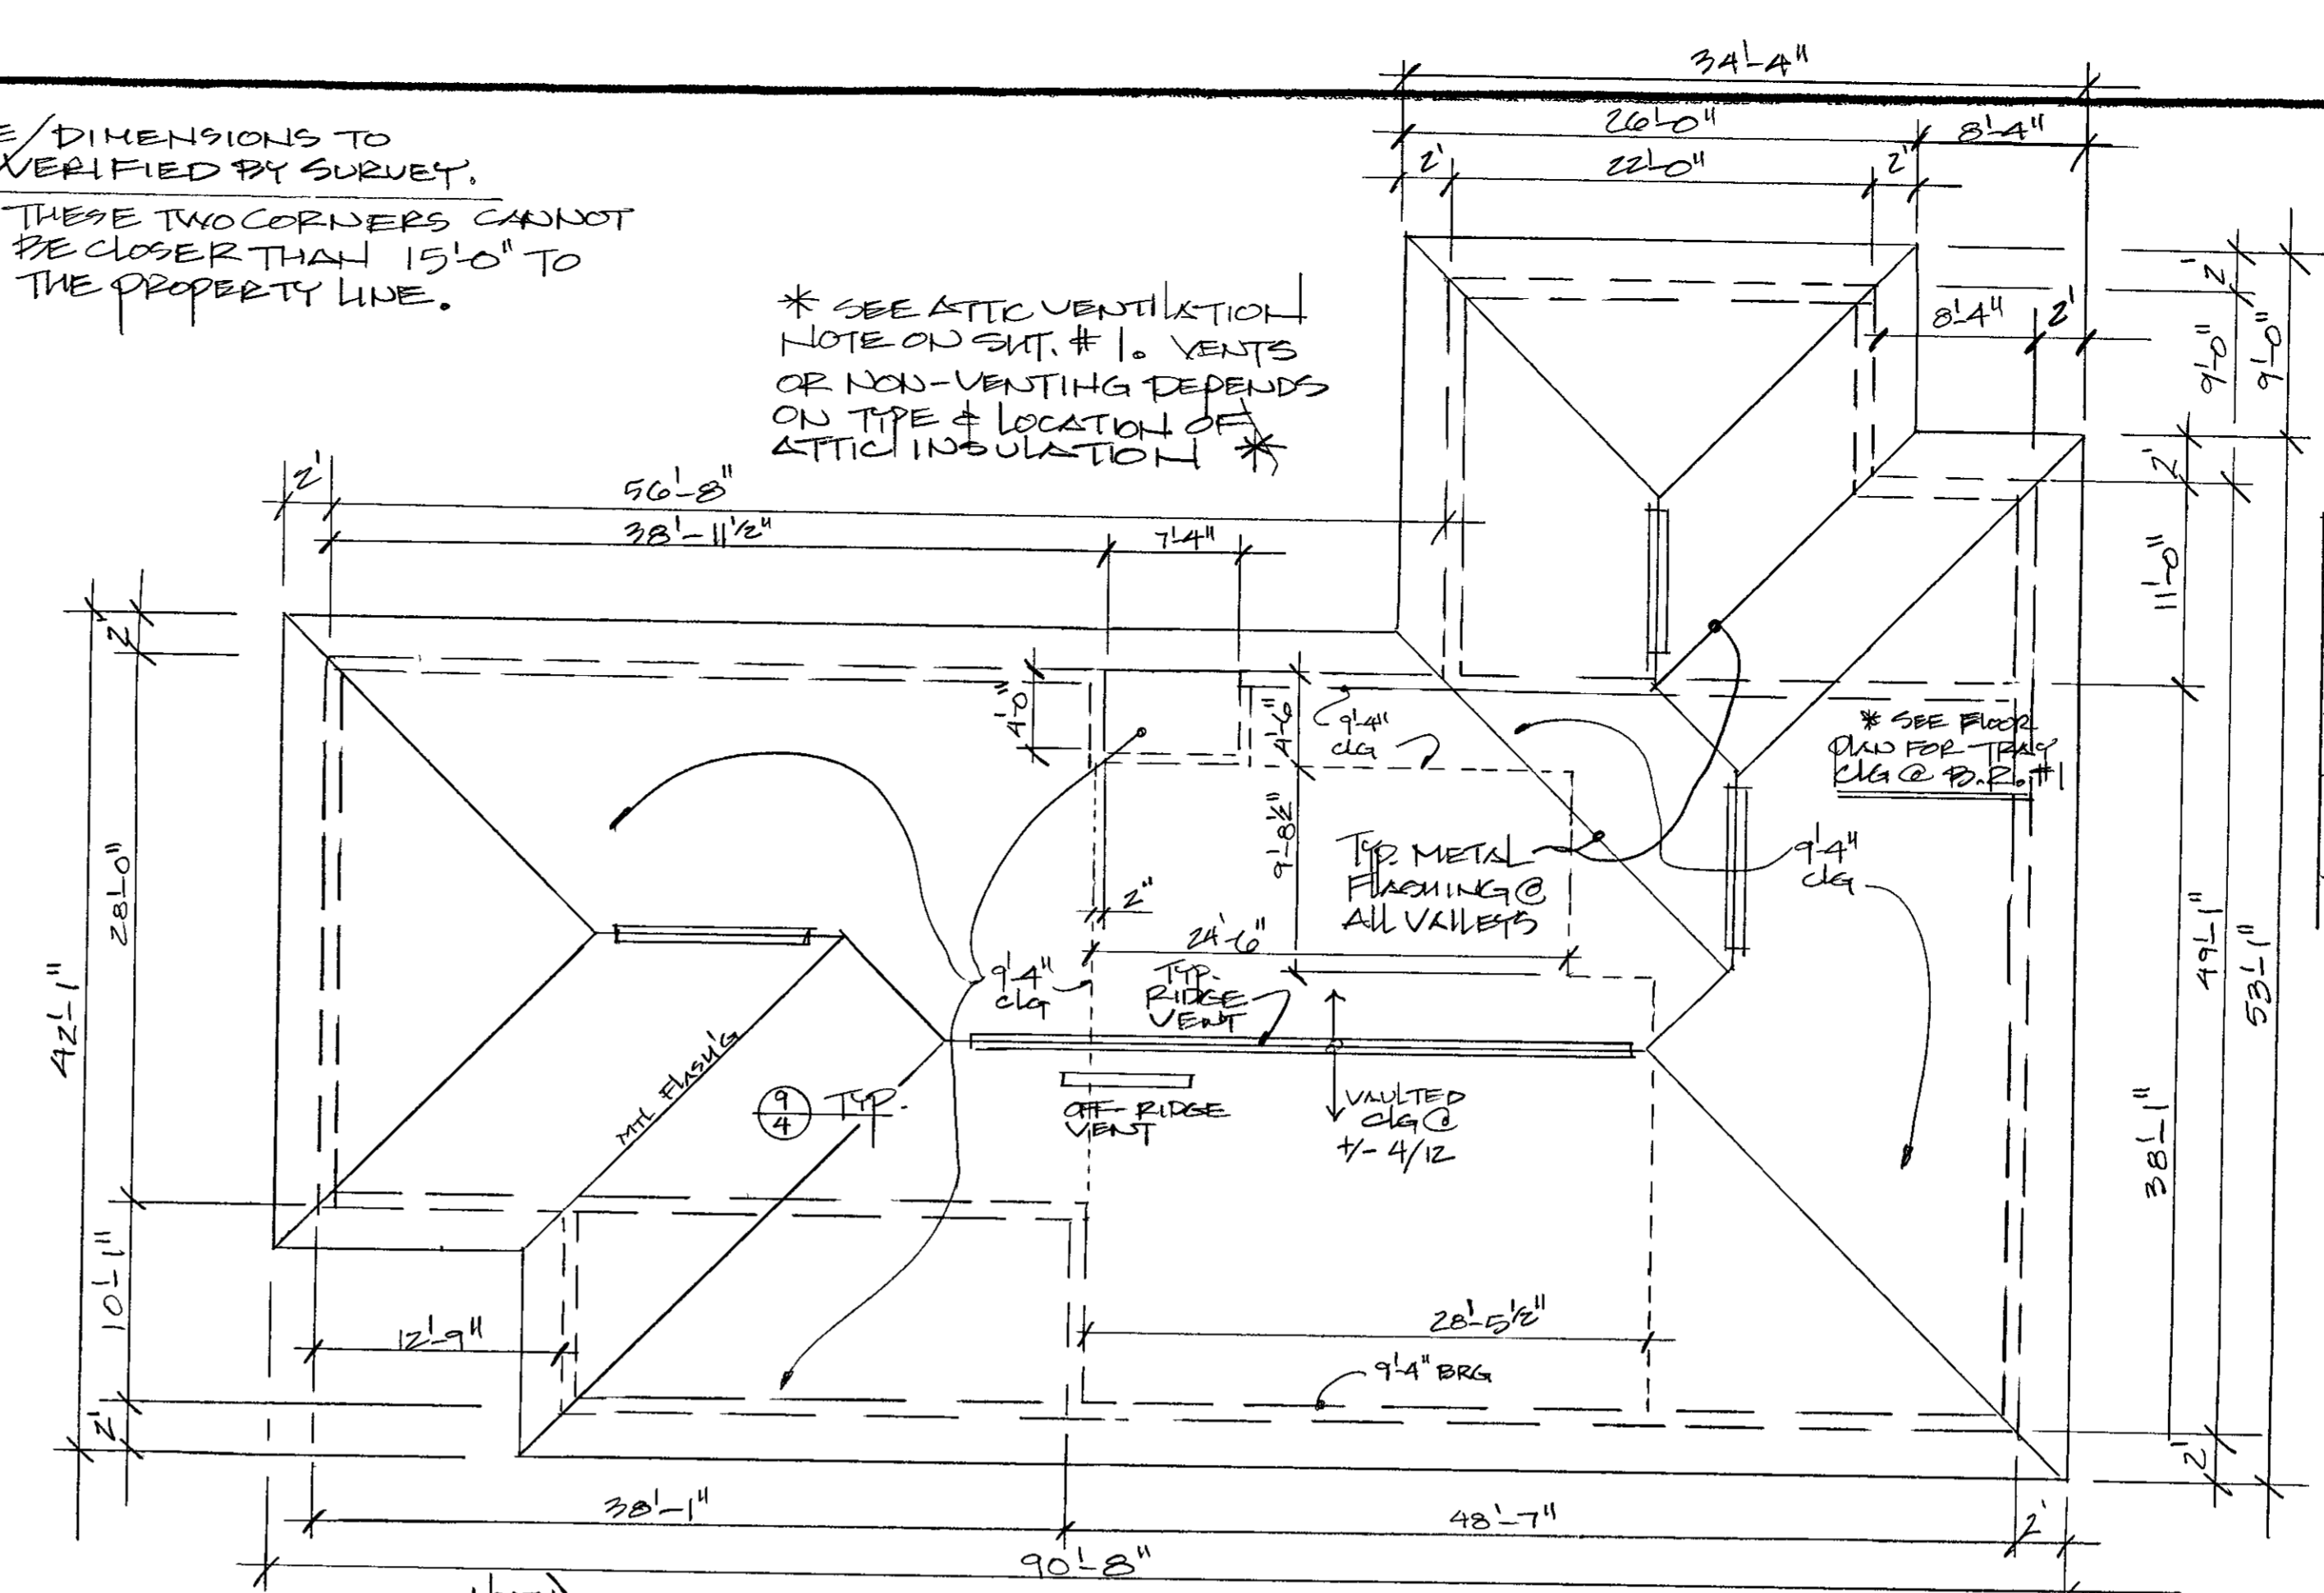 34'-4"
E/DIMENSIONS TO
VERIFIED BY SURVEY.
THESE TWO CORNERS CANNOT
BE CLOSER THAN 15'-0" TO
THE PROPERTY LINE.
26'-0"
8'-4"
2'
22'-0"
2'
* SEE ATTIC VENTILATION
NOTE ON SHT. #1. VENTS
OR NON-VENTING DEPENDS
ON TYPE & LOCATION OF
ATTIC INSULATION *
8'-4"
2'
2'
9'-0"
9'-0"
2'
56'-8"
38'-11 1/2"
7'-4"
2'
11'-0"
2'
4'-0"
4'-6"
9'-4"
CLG
* SEE FLOOR
PLAN FOR TRAY
CLG @ B.R. #1
28'-0"
9'-8 1/2"
TYP. METAL
FLASHING @
ALL VALLEYS
9'-4"
CLG
2"
24'-6"
42'-1"
9'-4"
CLG
TYP.
RIDGE
VENT
49'-1"
53'-1"
MTL FLASH'G
9
4
TYP.
OFF-RIDGE
VENT
VAULTED
CLG @
+/- 4/12
38'-1"
10'-1"
12'-9"
28'-5 1/2"
9'-4" BRG
2'
2'
38'-1"
48'-7"
2'
90'-8"